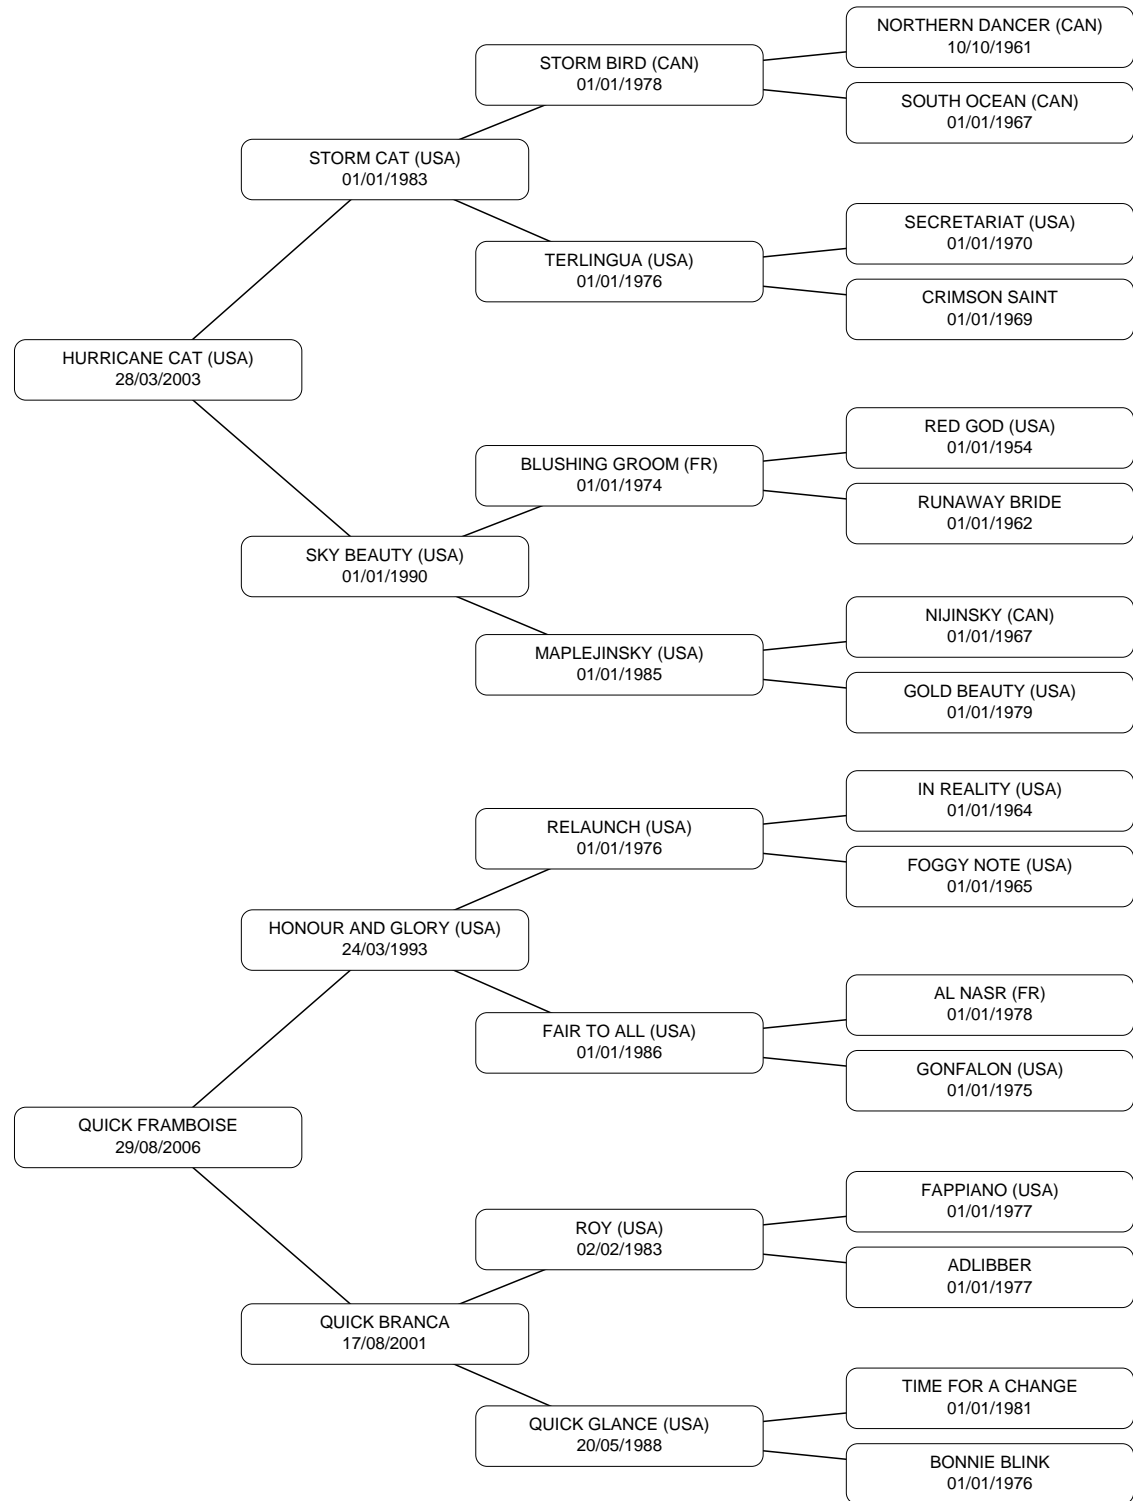 NORTHERN DANCER (CAN)
10/10/1961
STORM BIRD (CAN)
01/01/1978
SOUTH OCEAN (CAN)
01/01/1967
STORM CAT (USA)
01/01/1983
SECRETARIAT (USA)
01/01/1970
TERLINGUA (USA)
01/01/1976
CRIMSON SAINT
01/01/1969
HURRICANE CAT (USA)
28/03/2003
RED GOD (USA)
01/01/1954
BLUSHING GROOM (FR)
01/01/1974
RUNAWAY BRIDE
01/01/1962
SKY BEAUTY (USA)
01/01/1990
NIJINSKY (CAN)
01/01/1967
MAPLEJINSKY (USA)
01/01/1985
GOLD BEAUTY (USA)
01/01/1979
IN REALITY (USA)
01/01/1964
RELAUNCH (USA)
01/01/1976
FOGGY NOTE (USA)
01/01/1965
HONOUR AND GLORY (USA)
24/03/1993
AL NASR (FR)
01/01/1978
FAIR TO ALL (USA)
01/01/1986
GONFALON (USA)
01/01/1975
QUICK FRAMBOISE
29/08/2006
FAPPIANO (USA)
01/01/1977
ROY (USA)
02/02/1983
ADLIBBER
01/01/1977
QUICK BRANCA
17/08/2001
TIME FOR A CHANGE
01/01/1981
QUICK GLANCE (USA)
20/05/1988
BONNIE BLINK
01/01/1976